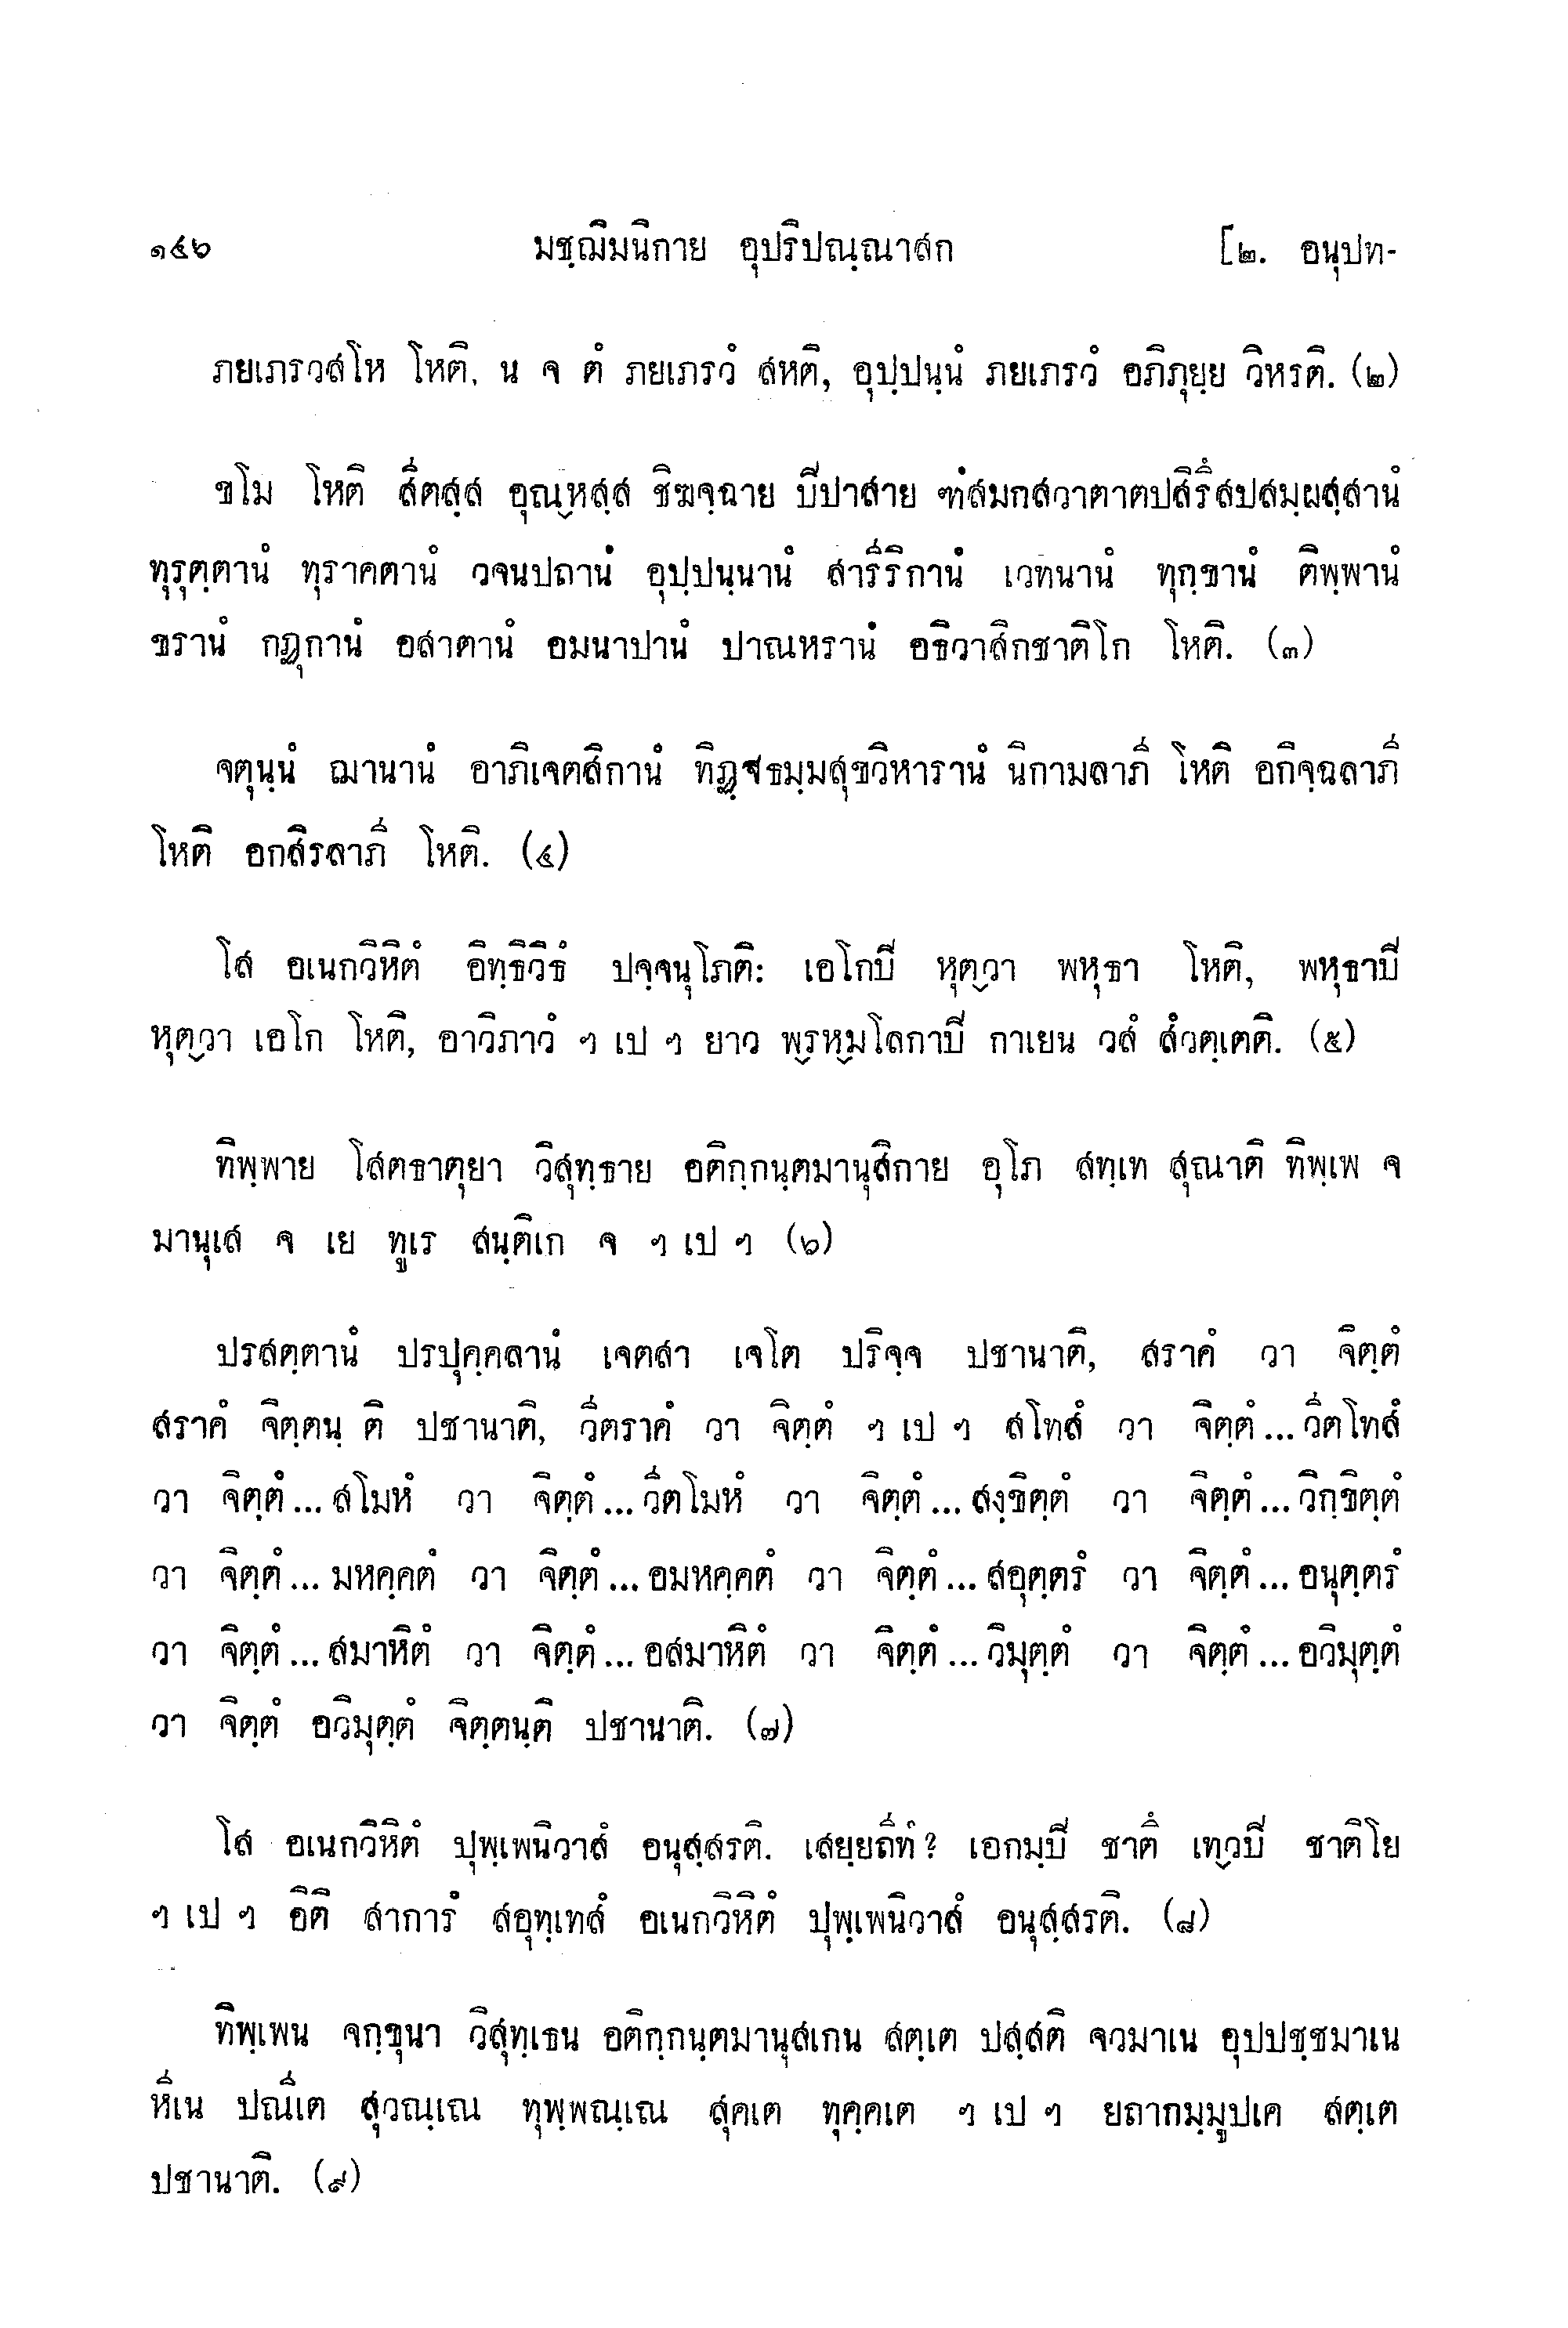 ๑๔๖ มชฺฌิมนิกาย อุปริปณฺณาสก [๒. อนุปท-
ภยเภรวสโห โหติ, น จ ตํ ภยเภรวํ สหติ, อุปฺปนฺนํ ภยเภรวํ อภิภุยฺย วิหรติ. (๒)
ขโม โหติ สีตสฺส อุณฺหสฺส ชิฆจฺฉาย ปิปาสาย ฑํสมกสวาตาตปสิรึสปสมฺผสฺสานํ
ทุรุตฺตานํ ทุราคตานํ วจนปถานํ อุปฺปนฺนานํ สารีริกานํ เวทนานํ ทุกฺขานํ ติพฺพานํ
ขรานํ กฏุกานํ อสาตานํ อมนาปานํ ปาณหรานํ อธิวาสิกชาติโก โหติ. (๓)
จตุนฺนํ ฌานานํ อาภิเจตสิกานํ ทิฏฺฐธมฺมสุขวิหารานํ นิกามลาภี โหติ อกิจฺฉลาภี
โหติ อกสิรลาภี โหติ. (๔)
โส อเนกวิหิตํ อิทฺธิวิธํ ปจฺจนุโภติ: เอโกปิ หุตฺวา พหุธา โหติ, พหุธาปิ
หุตฺวา เอโก โหติ, อาวิภาวํ ฯ เป ฯ ยาว พฺรหฺมโลกาปิ กาเยน วสํ สํวตฺเตติ. (๕)
ทิพฺพาย โสตธาตุยา วิสุทฺธาย อติกฺกนฺตมานุสิกาย อุโภ สทฺเท สุณาติ ทิพฺเพ จ
มานุเส จ เย ทูเร สนฺติเก จ ฯ เป ฯ (๖)
ปรสตฺตานํ ปรปุคฺคลานํ เจตสา เจโต ปริจฺจ ปชานาติ, สราคํ วา จิตฺตํ
สราคํ จิตฺตนฺ ติ ปชานาติ, วีตราคํ วา จิตฺตํ ฯ เป ฯ สโทสํ วา จิตฺตํ...วีตโทสํ
วา จิตฺตํ...สโมหํ วา จิตฺตํ...วีตโมหํ วา จิตฺตํ...สงฺขิตฺตํ วา จิตฺตํ...วิกฺขิตฺตํ
วา จิตฺตํ...มหคฺคตํ วา จิตฺตํ...อมหคฺคตํ วา จิตฺตํ...สอุตฺตรํ วา จิตฺตํ...อนุตฺตรํ
วา จิตฺตํ...สมาหิตํ วา จิตฺตํ...อสมาหิตํ วา จิตฺตํ...วิมุตฺตํ วา จิตฺตํ...อวิมุตฺตํ
วา จิตฺตํ อวิมุตฺตํ จิตฺตนฺติ ปชานาติ. (๗)
โส อเนกวิหิตํ ปุพฺเพนิวาสํ อนุสฺสรติ. เสยฺยถีทํ? เอกมฺปิ ชาตึ เทฺวปิ ชาติโย
ฯ เป ฯ อิติ สาการํ สอุทฺเทสํ อเนกวิหิตํ ปุพฺเพนิวาสํ อนุสฺสรติ. (๘)
ทิพฺเพน จกฺขุนา วิสุทฺเธน อติกฺกนฺตมานุสเกน สตฺเต ปสฺสติ จวมาเน อุปปชฺชมาเน
หีเน ปณีเต สุวณฺเณ ทุพฺพณฺเณ สุคเต ทุคฺคเต ฯ เป ฯ ยถากมฺมูปเค สตฺเต
ปชานาติ. (๙)